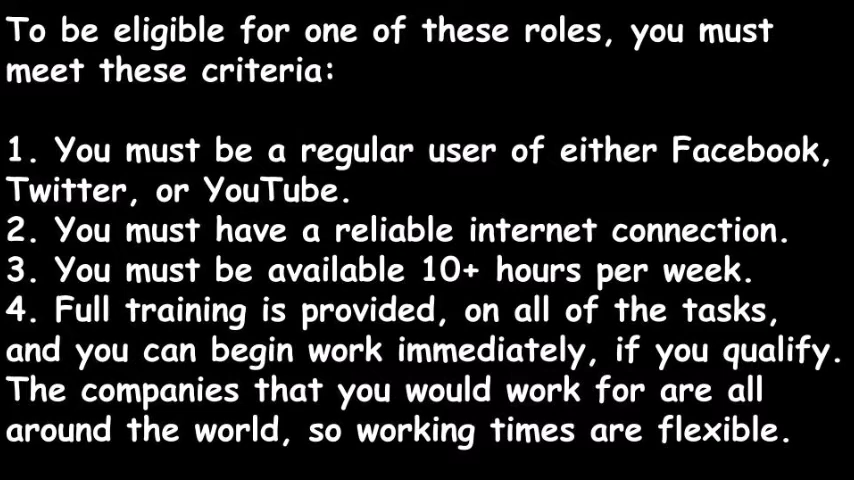 To be eligible for one of these roles, you must
meet these criteria:
1. You must be a regular user of either Facebook,
Twitter, or YouTube.
2. You must have a reliable internet connection.
3. You must be available 10+ hours per week.
4. Full training is provided, on all of the tasks,
and you can begin work immediately, if you qualify.
The companies that you would work for are all
around the world, so working times are flexible.